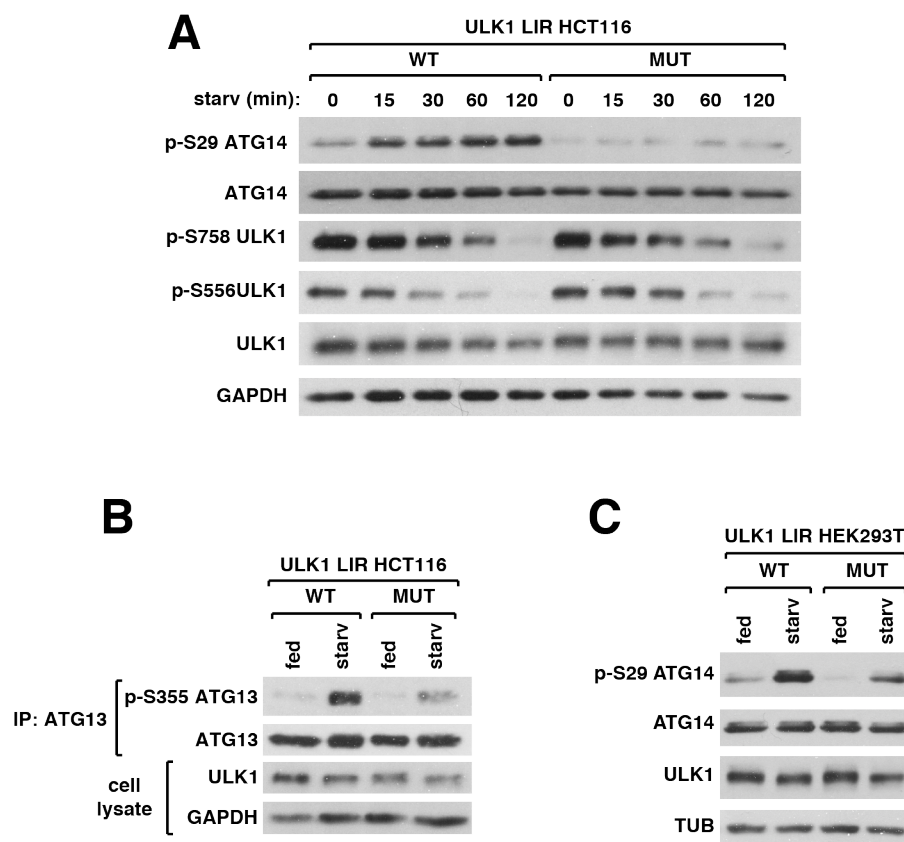 A
ULK1 LIR HCT116
WT MUT
starv (min): 0 15 30 60 120 0 15 30 60 120
p-S29 ATG14
ATG14
p-S758 ULK1
p-S556ULK1
ULK1
GAPDH
B
ULK1 LIR HCT116
WT MUT
fed starv fed starv
IP: ATG13
p-S355 ATG13
ATG13
cell
lysate
ULK1
GAPDH
C
ULK1 LIR HEK293T
WT MUT
fed starv fed starv
p-S29 ATG14
ATG14
ULK1
TUB